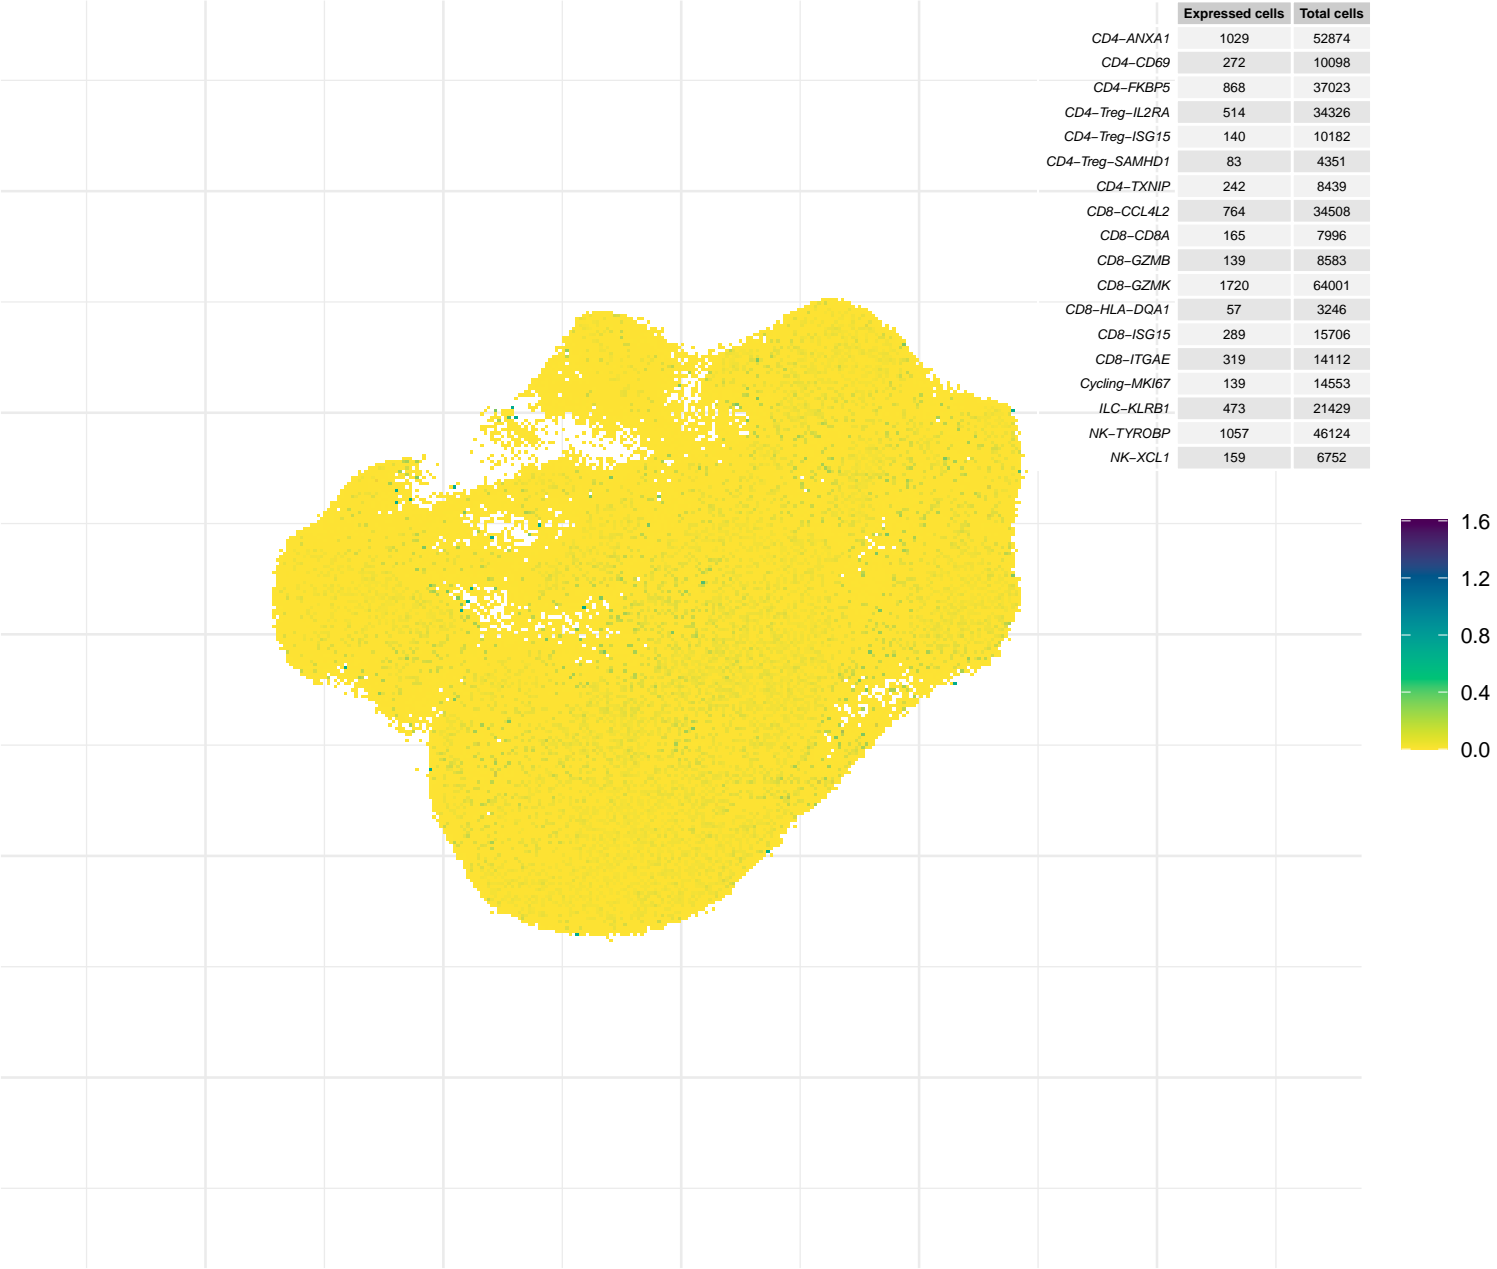 Expressed cells Total cells
CD4−ANXA1 1029 52874
CD4−CD69 272 10098
CD4−FKBP5 868 37023
CD4−Treg−IL2RA 514 34326
CD4−Treg−ISG15 140 10182
CD4−Treg−SAMHD1 83 4351
CD4−TXNIP 242 8439
CD8−CCL4L2 764 34508
CD8−CD8A 165 7996
CD8−GZMB 139 8583
CD8−GZMK 1720 64001
CD8−HLA−DQA1 57 3246
CD8−ISG15 289 15706
CD8−ITGAE 319 14112
Cycling−MKI67 139 14553
ILC−KLRB1 473 21429
NK−TYROBP 1057 46124
NK−XCL1 159 6752
1.6
1.2
0.8
0.4
0.0